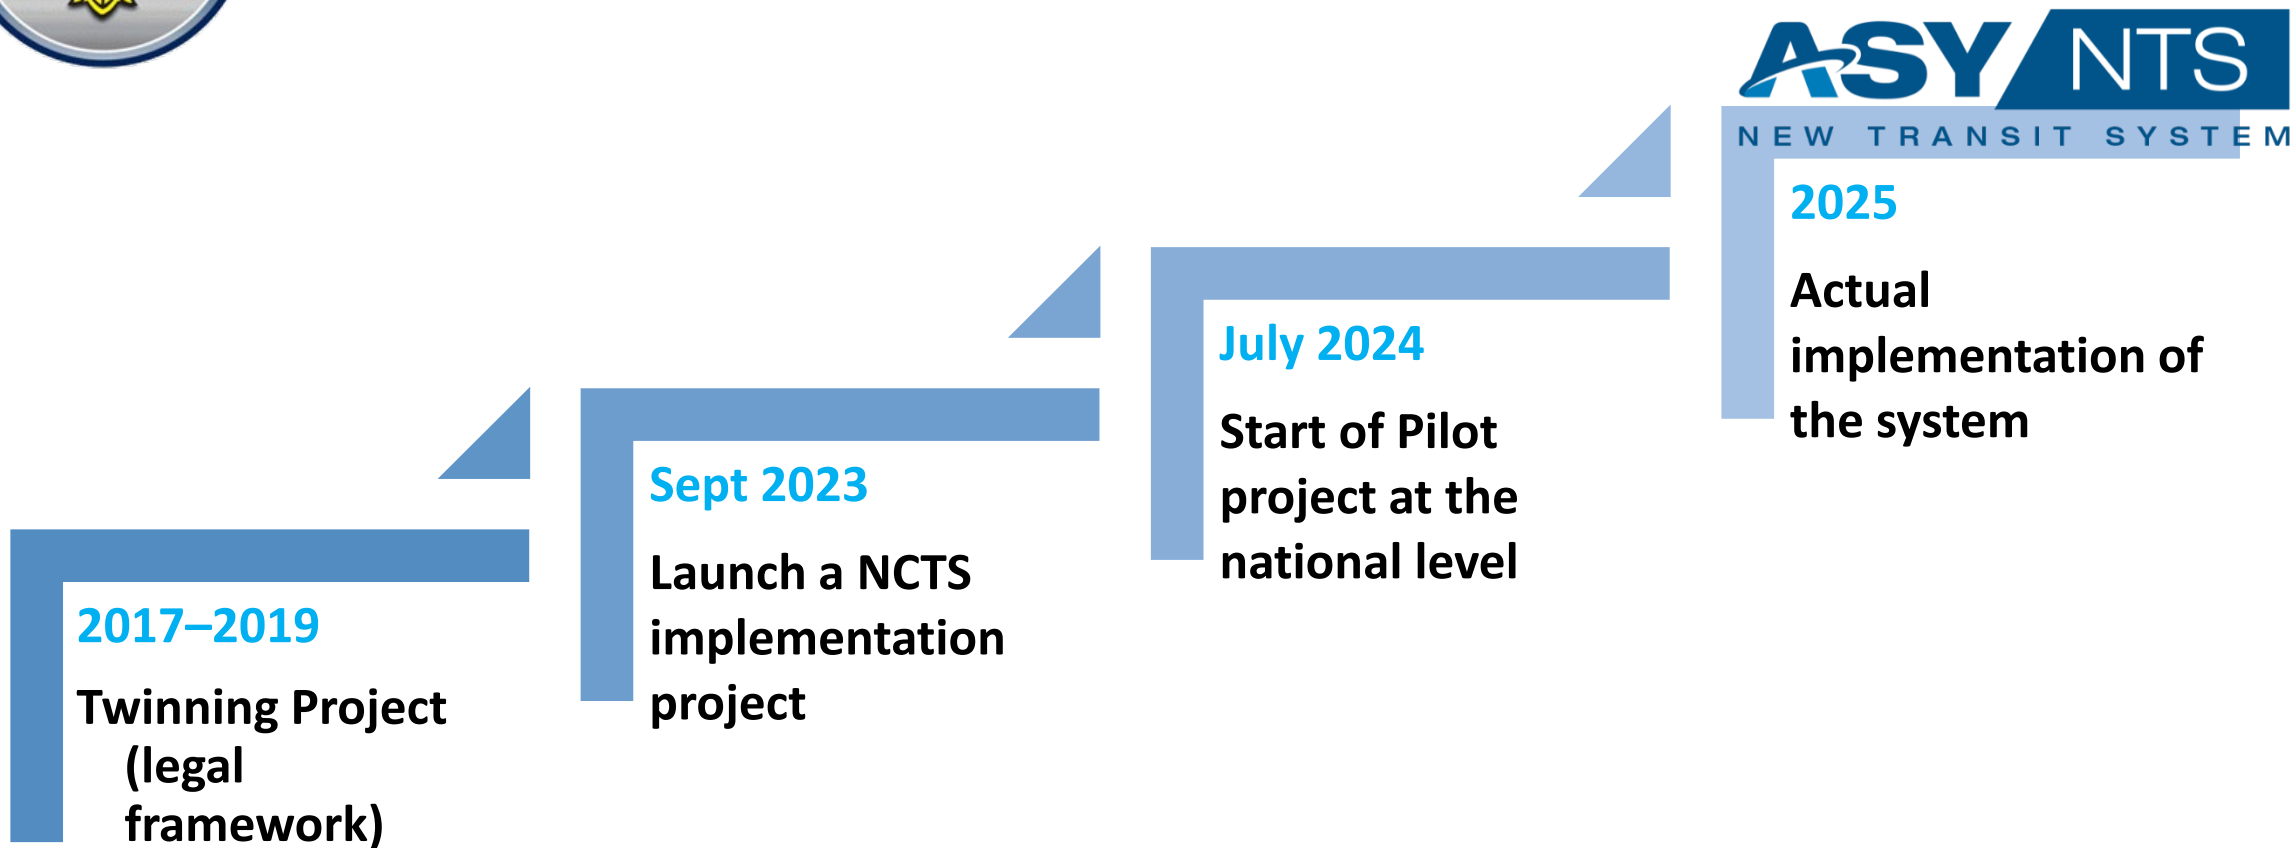 ASY NTS
NEW TRANSIT SYSTEM
2017–2019
Twinning Project
(legal
framework)
Sept 2023
Launch a NCTS
implementation
project
July 2024
Start of Pilot
project at the
national level
2025
Actual
implementation of
the system